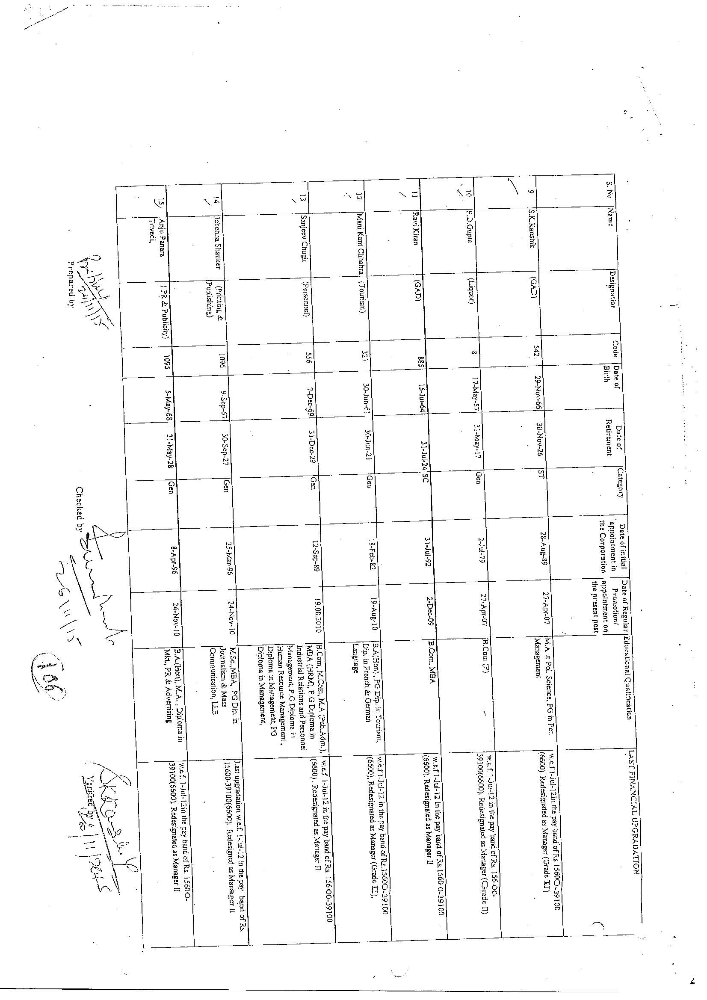 S. No Name Designation Code Date of Birth Date of Retirement Category Date of initial appointment in the Corporation Date of Regular Promotion/ appointment on the present post Educational Qualification LAST FINANCIAL UPGRADATION
9 S.K.Kaushik (GAD) 542 29-Nov-66 30-Nov-26 ST 28-Aug-89 27-Apr-07 M.A in Pol. Science, PG in Per. Management w.e.f 1-Jul-12in the pay band of Rs.15600-39100 (6600). Redesignated as Manager (Grade II)
10 P.D.Gupta (Liquor) 8 17-May-57 31-May-17 Gen 2-Jul-79 27-Apr-07 B.Com (P) w.e.f. 1-Jul-12 in the pay band of Rs. 15600-39100(6600). Redesignated as Manager (Grade II)
11 Ravi Kiran (GAD) 885 15-Jul-64 31-Jul-24 SC 31-Jul-92 2-Dec-09 B.Com, MBA w.e.f 1-Jul-12 in the pay band of Rs.15600-39100 (6600). Redesignated as Manager II
12 Mani Kant Chhabra (Tourism) 321 30-Jun-61 30-Jun-21 Gen 18-Feb-82 19-Aug-10 B.A(Hon) , PG Dip. in Tourism, Dip. in French & German Language w.e.f 1-Jul-12 in the pay band of Rs.15600-39100 (6600), Redesignated as Manager (Grade II),
13 Sanjeev Chugh (Personnel) 556 7-Dec-69 31-Dec-29 Gen 12-Sep-89 19.08.2010 B.Com, M.Com, M.A (Pub.Adm.), MBA (HRM), P.G Diploma in Industrial Relations and Personnel Management, P.G Diploma in Human Resource Management , Diploma in Management, PG Diploma in Management, w.e.f. 1-Jul-12 in the pay band of Rs. 15600-39100 (6600) . Redesignated as Manager II
14 Ichchha Shanker (Printing & Puolishing) 1096 9-Sep-67 30-Sep-27 Gen 25-Mar-96 24-Nov-10 M.Sc.,MBA, PG Dip. in Journalism & Mass Communication, LLB Last upgradation w.e.f. 1-Jul-12 in the pay band of Rs. 15600-39100(6600). Redesigned as Manager II
15 Anju Panara Trivedi, ( PR & Publicity) 1095 5-May-68 31-May-28 Gen 8-Apr-96 24-Nov-10 B.A.(Hon), M.A. , Diploma in Mkt., PR & Advertising w.e.f. 1-Jul-12in the pay band of Rs. 15600-39100(6600). Redesignated as Manager II
24/11/15
Prepared by
Checked by
26/11/15
Verified by
26/11/2015
106